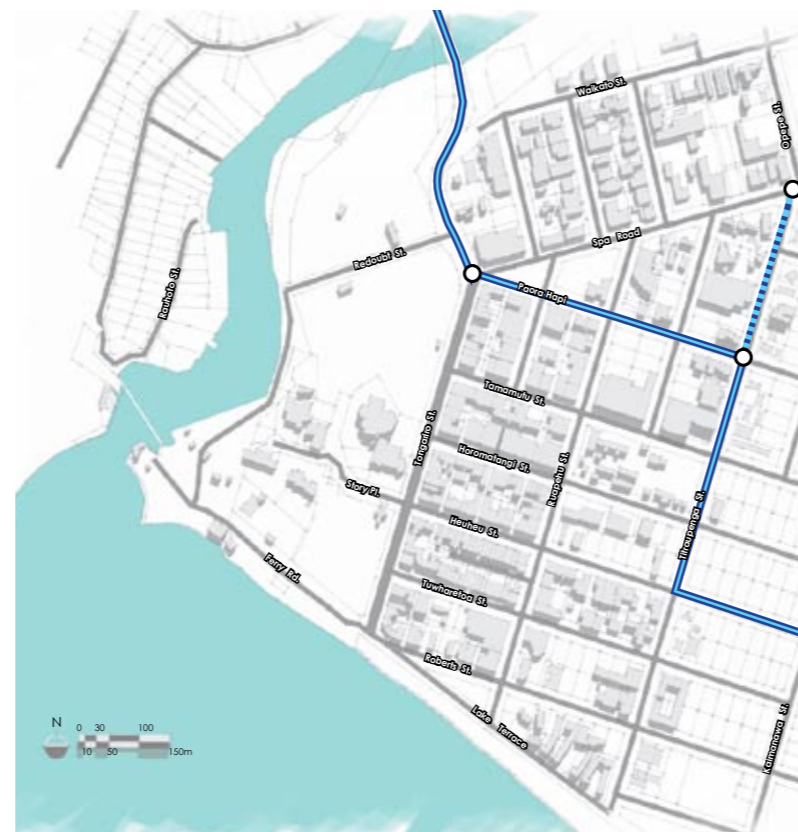 Waikato St.
Opepe St.
Spa Road
Redoubt St.
Rauhoto St.
Paora Hapi
Tamamutu St.
Tongariro St.
Horomatangi St.
Ruapehu St.
Story Pl.
Titiraupenga St.
Heuheu St.
Ferry Rd.
Tuwharetoa St.
Roberts St.
Lake Terrace
Kaimanawa St.
N
0 30 100
10 50 150m